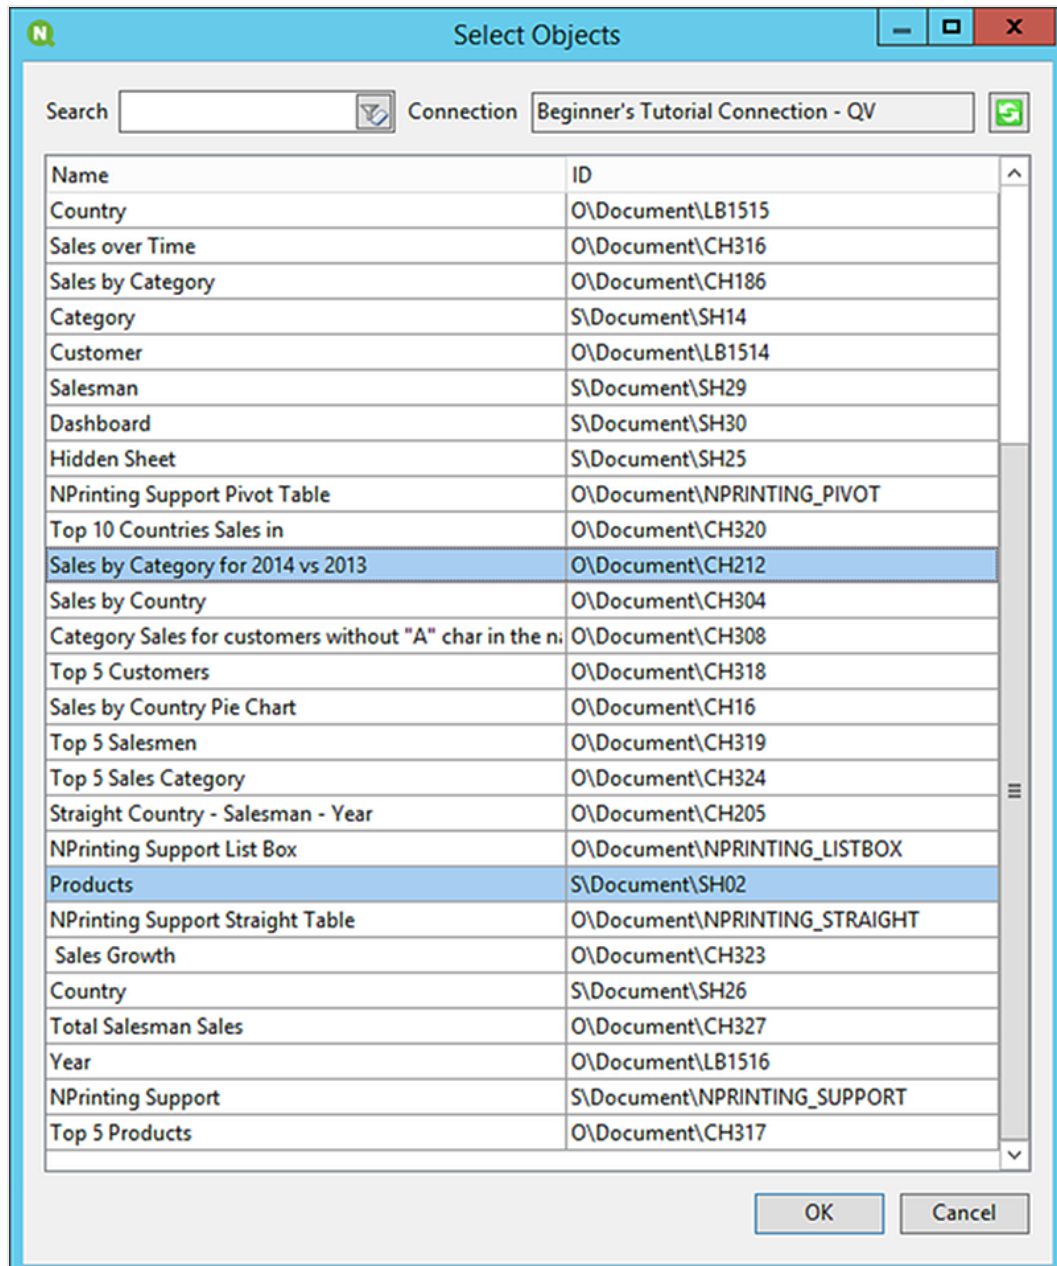 N
Select Objects
Search Connection Beginner's Tutorial Connection - QV
Name ID
Country O\Document\LB1515
Sales over Time O\Document\CH316
Sales by Category O\Document\CH186
Category S\Document\SH14
Customer O\Document\LB1514
Salesman S\Document\SH29
Dashboard S\Document\SH30
Hidden Sheet S\Document\SH25
NPrinting Support Pivot Table O\Document\NPRINTING_PIVOT
Top 10 Countries Sales in O\Document\CH320
Sales by Category for 2014 vs 2013 O\Document\CH212
Sales by Country O\Document\CH304
Category Sales for customers without "A" char in the na O\Document\CH308
Top 5 Customers O\Document\CH318
Sales by Country Pie Chart O\Document\CH16
Top 5 Salesmen O\Document\CH319
Top 5 Sales Category O\Document\CH324
Straight Country - Salesman - Year O\Document\CH205
NPrinting Support List Box O\Document\NPRINTING_LISTBOX
Products S\Document\SH02
NPrinting Support Straight Table O\Document\NPRINTING_STRAIGHT
Sales Growth O\Document\CH323
Country S\Document\SH26
Total Salesman Sales O\Document\CH327
Year O\Document\LB1516
NPrinting Support S\Document\NPRINTING_SUPPORT
Top 5 Products O\Document\CH317
OK Cancel